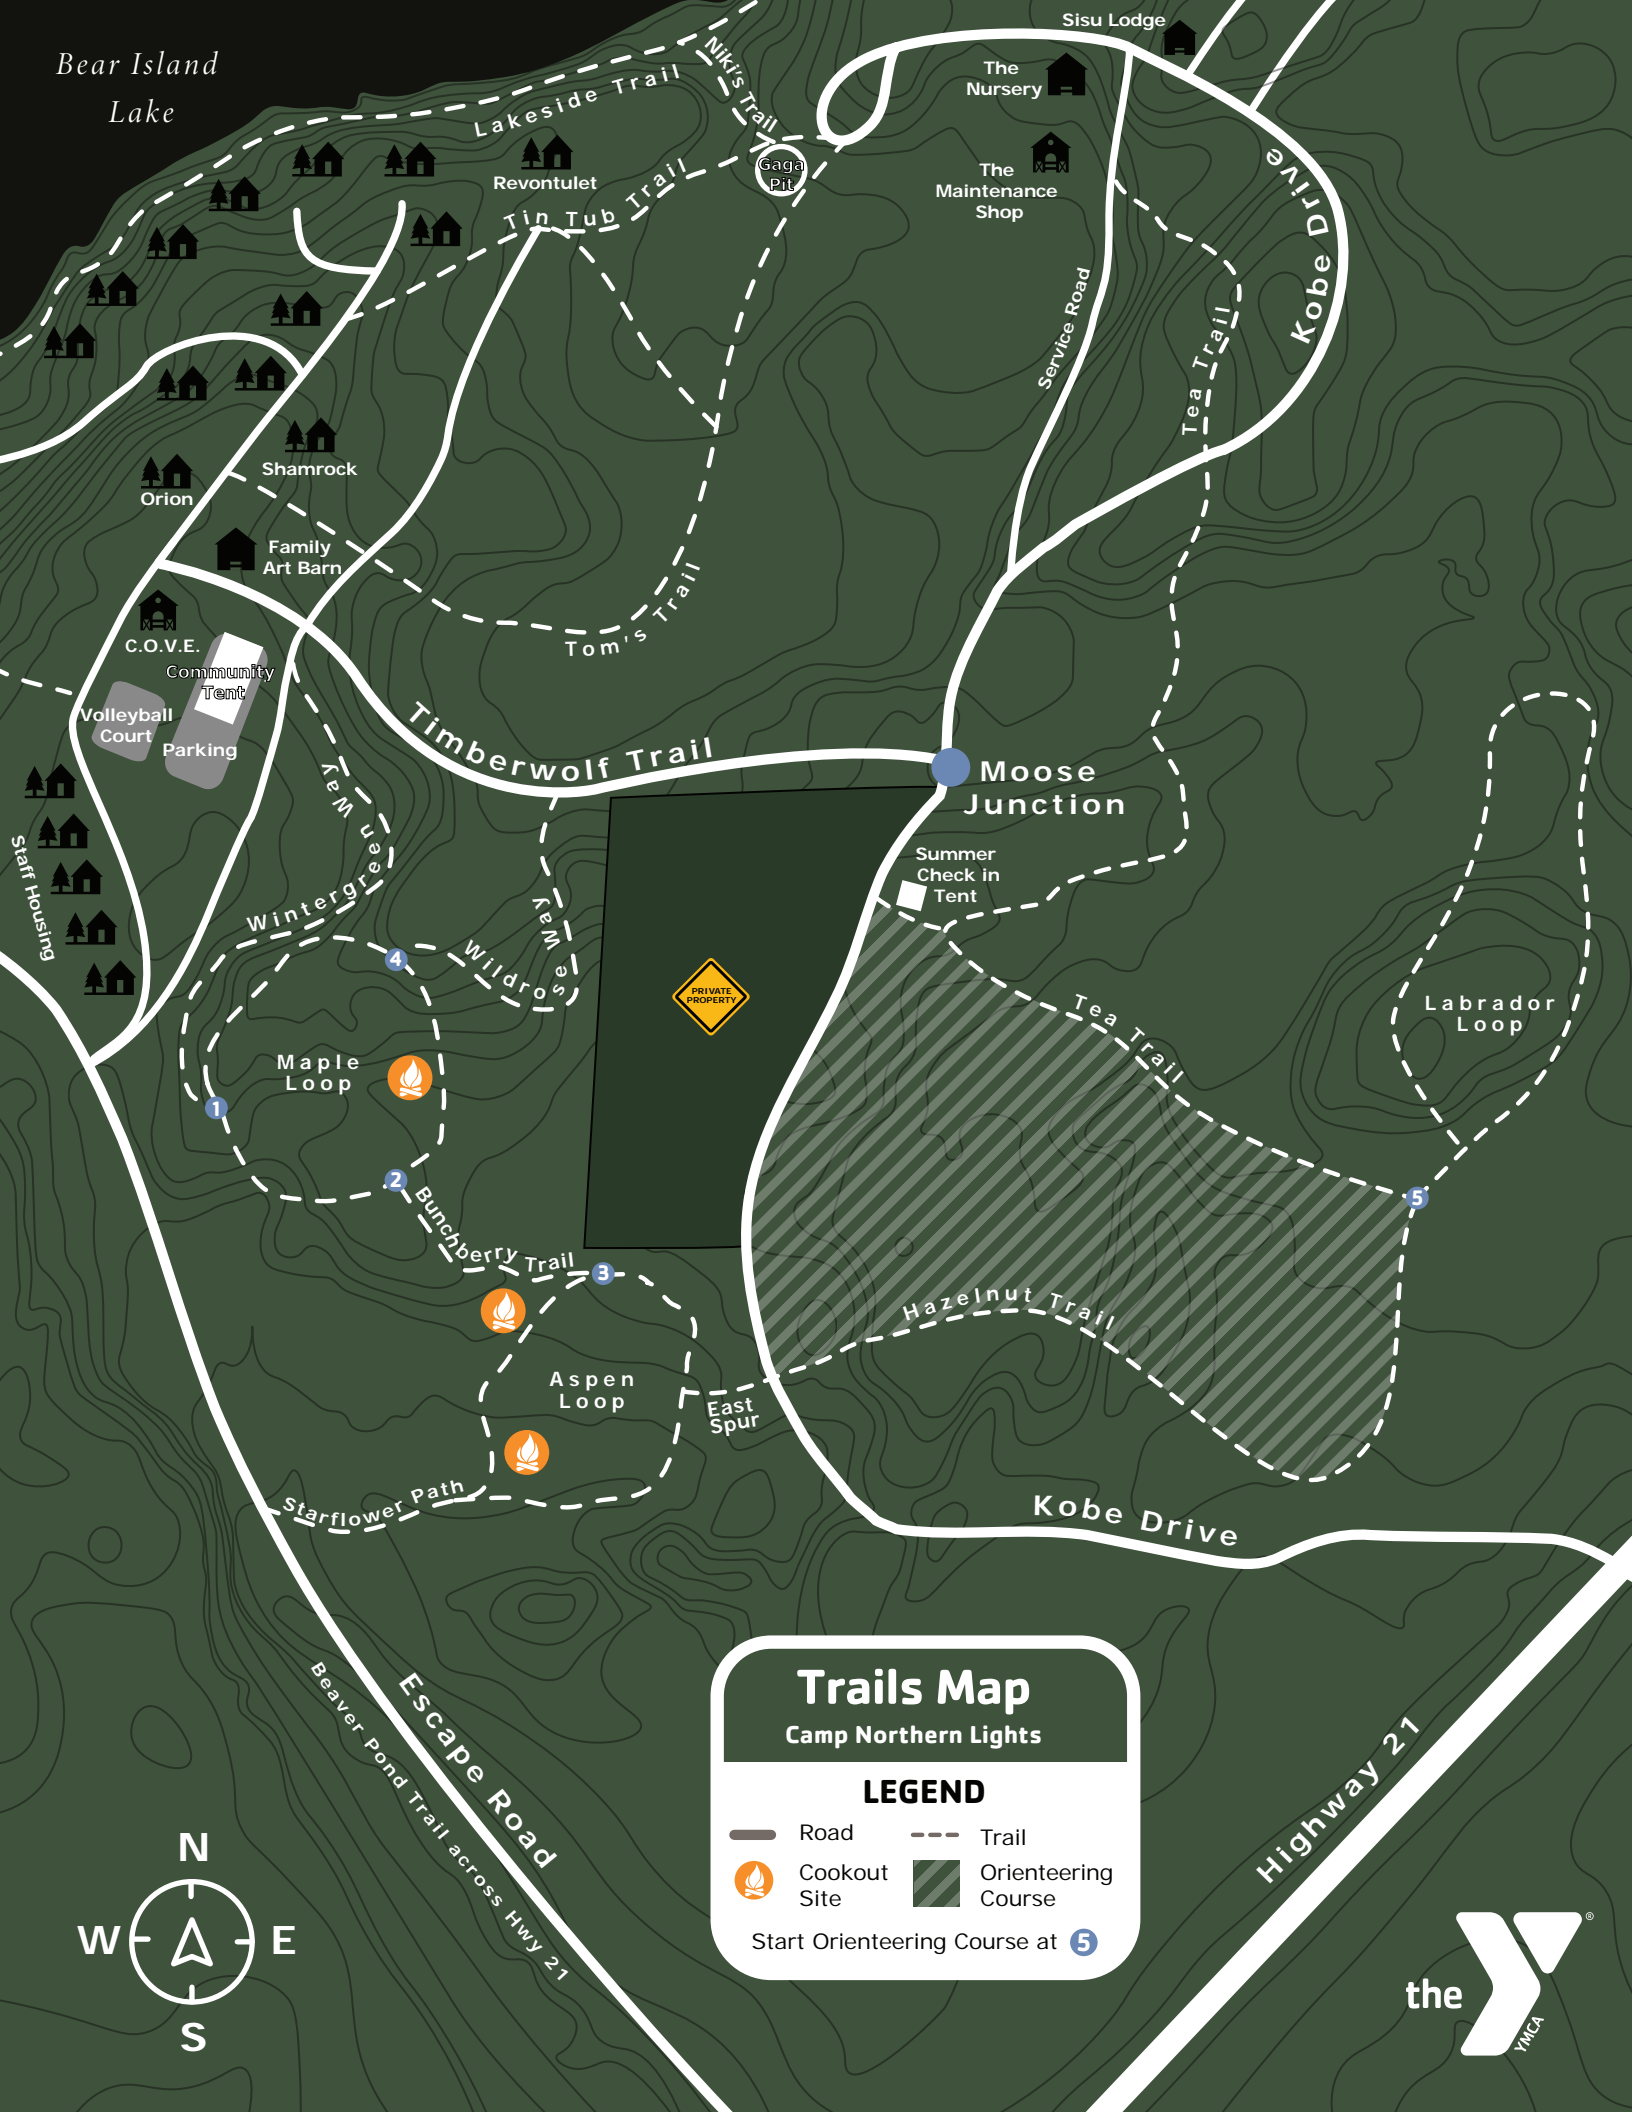 Bear Island
Lake
Sisu Lodge
The
Nursery
Niki's Trail
Lakeside Trail
Gaga
Pit
Revontulet
Tin Tub Trail
The
Maintenance
Shop
Kobe Drive
Service Road
Tea Trail
Shamrock
Orion
Family
Art Barn
C.O.V.E.
Community
Tent
Volleyball
Court
Parking
Tom's Trail
Timberwolf Trail
Moose
Junction
Summer
Check in
Tent
Staff Housing
Wintergreen Way
Wildrose Way
4
PRIVATE
PROPERTY
Labrador
Loop
Tea Trail
Maple
Loop
1
2
Bunchberry Trail
3
5
Hazelnut Trail
Aspen
Loop
East
Spur
Starflower Path
Kobe Drive
Escape Road
Beaver Pond Trail across Hwy 21
Highway 21
Trails Map
Camp Northern Lights
LEGEND
Road
Trail
Cookout
Site
Orienteering
Course
Start Orienteering Course at 5
N
W
E
S
the
YMCA
®